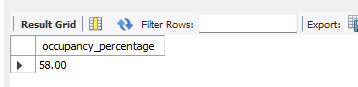 Result Grid Filter Rows: Export:
occupancy_percentage
58.00